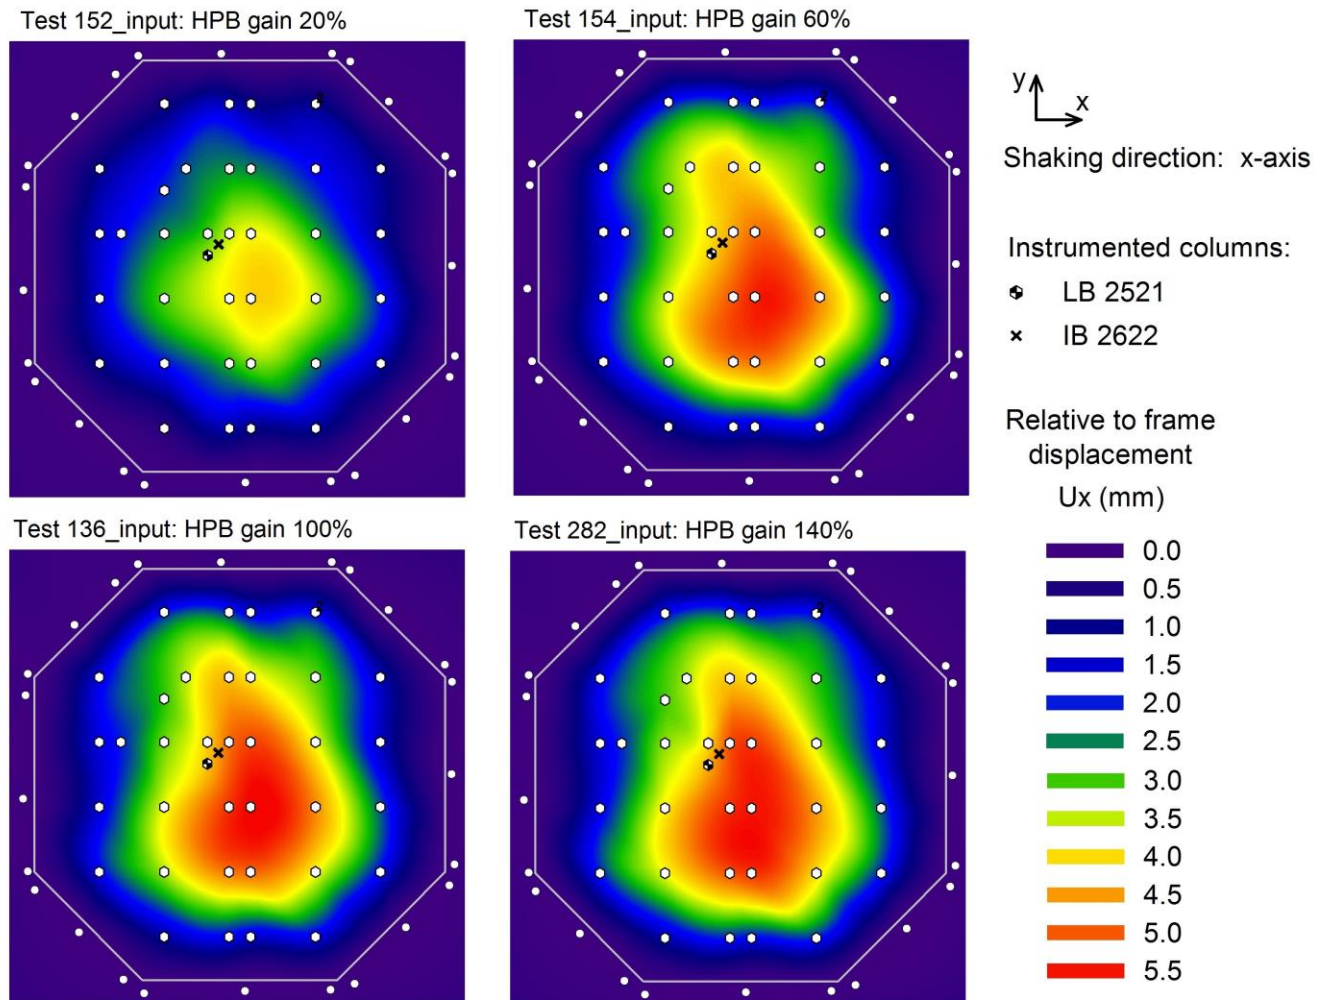 Test 152_input: HPB gain 20%
Test 154_input: HPB gain 60%
y
x
Shaking direction: x-axis
Instrumented columns:
LB 2521
IB 2622
Relative to frame
displacement
Ux (mm)
Test 136_input: HPB gain 100%
Test 282_input: HPB gain 140%
0.0
0.5
1.0
1.5
2.0
2.5
3.0
3.5
4.0
4.5
5.0
5.5